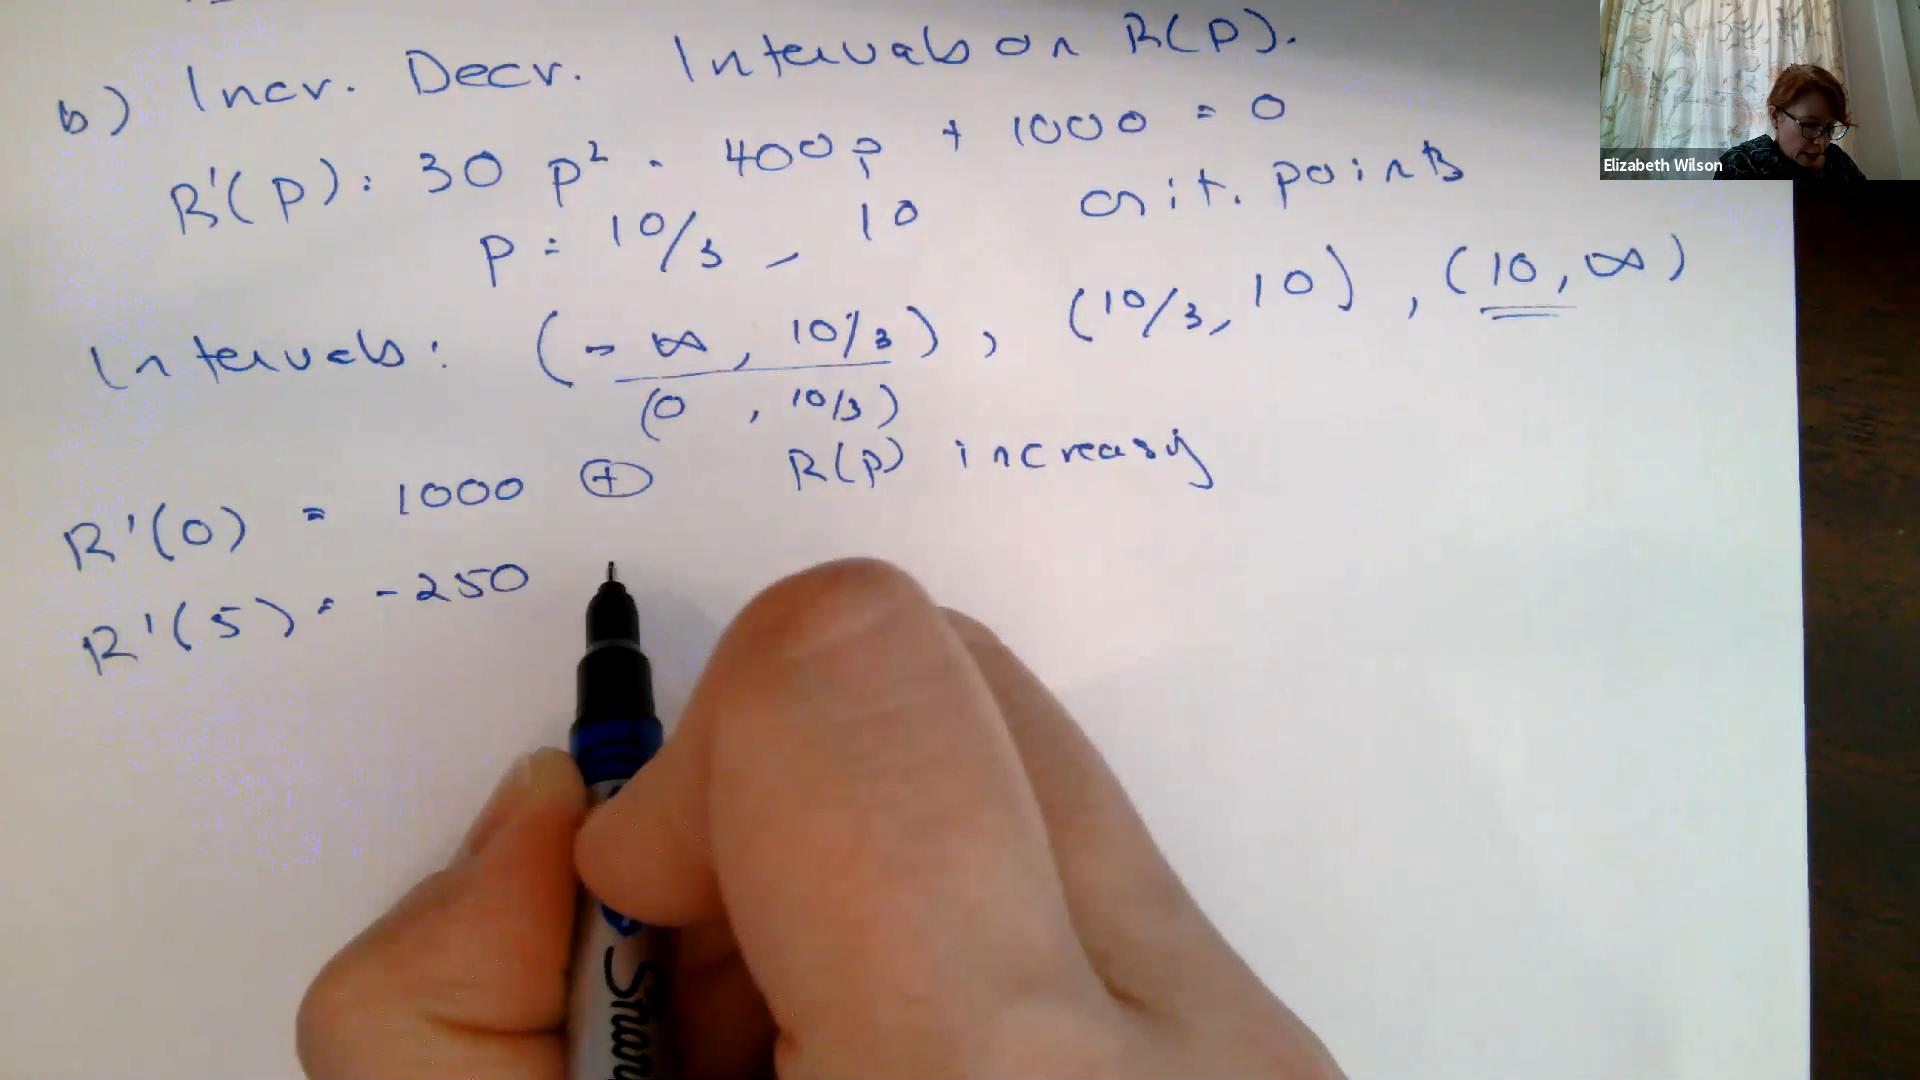 b) Incr. Decr. Intervals on R(p).
R'(p): 30 p² - 400p + 1000 = 0
p = 10/3, 10 crit. points
Intervals: (-∞, 10/3), (10/3, 10), (10, ∞)
(0, 10/3)
R'(0) = 1000 ⊕ R(p) increasing
R'(5) = -250
Shar
Elizabeth Wilson